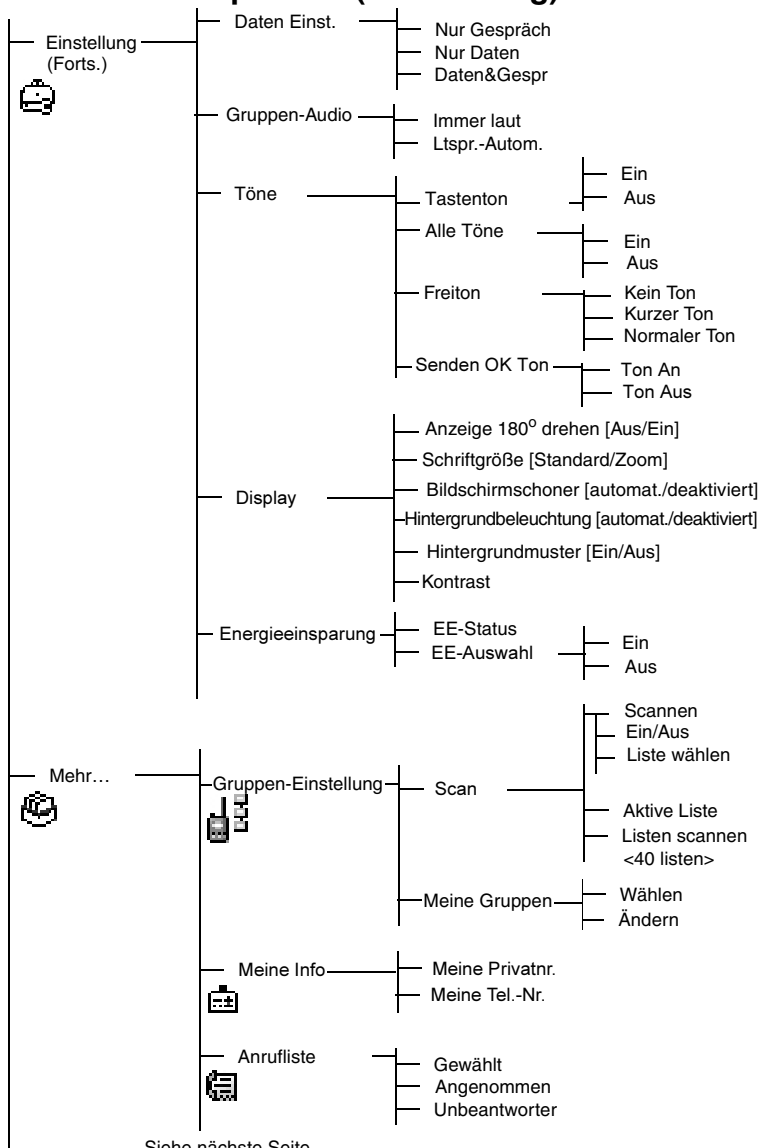 Einstellung
(Forts.)
Daten Einst.
Nur Gespräch
Nur Daten
Daten&Gespr
Gruppen-Audio
Immer laut
Ltspr.-Autom.
Töne
Tastenton
Ein
Aus
Alle Töne
Ein
Aus
Freiton
Kein Ton
Kurzer Ton
Normaler Ton
Senden OK Ton
Ton An
Ton Aus
Display
Anzeige 180º drehen [Aus/Ein]
Schriftgröße [Standard/Zoom]
Bildschirmschoner [automat./deaktiviert]
Hintergrundbeleuchtung [automat./deaktiviert]
Hintergrundmuster [Ein/Aus]
Kontrast
Energieeinsparung
EE-Status
EE-Auswahl
Ein
Aus
Mehr…
Gruppen-Einstellung
Scan
Scannen
Ein/Aus
Liste wählen
Aktive Liste
Listen scannen
<40 listen>
Meine Gruppen
Wählen
Ändern
Meine Info
Meine Privatnr.
Meine Tel.-Nr.
Anrufliste
Gewählt
Angenommen
Unbeantworter
Siehe nächste Seite